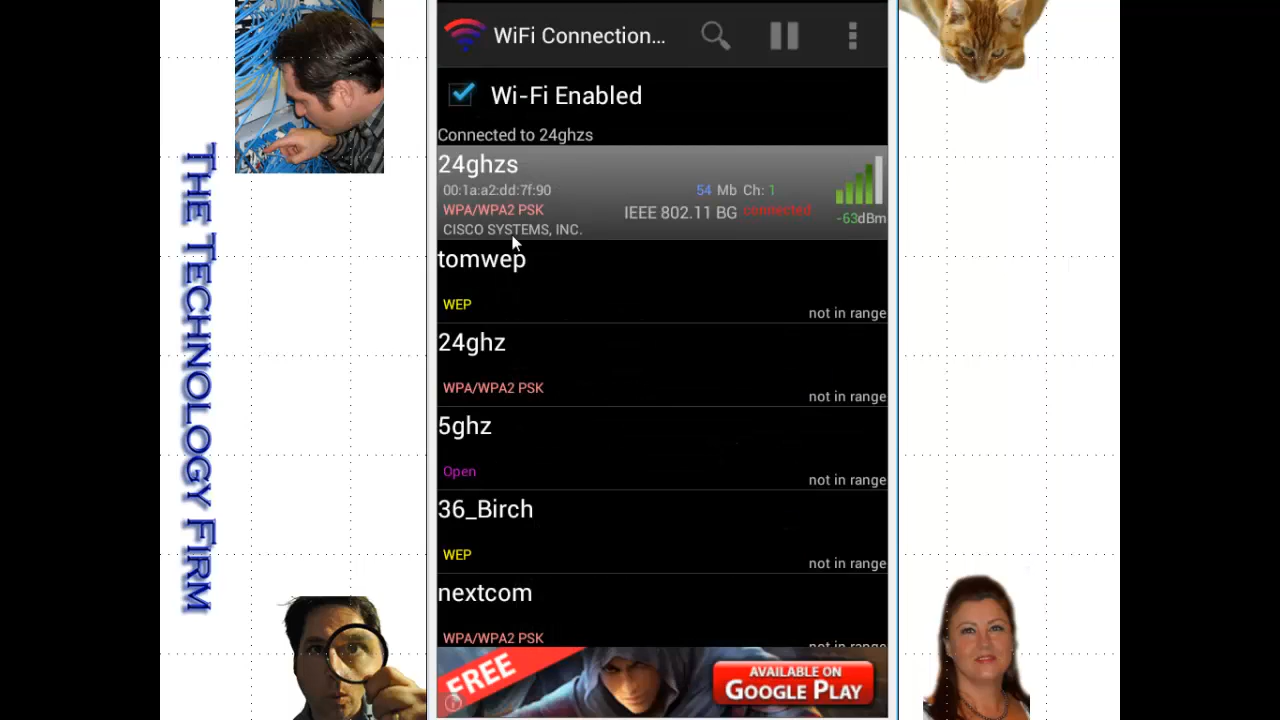 THE TECHNOLOGY FIRM
WiFi Connection...
Wi-Fi Enabled
Connected to 24ghzs
24ghzs
00:1a:a2:dd:7f:90
54 Mb Ch: 1
WPA/WPA2 PSK
IEEE 802.11 BG connected
-63dBm
CISCO SYSTEMS, INC.
tomwep
WEP
not in range
24ghz
WPA/WPA2 PSK
not in range
5ghz
Open
not in range
36_Birch
WEP
not in range
nextcom
WPA/WPA2 PSK
not in range
FREE
AVAILABLE ON
GOOGLE PLAY